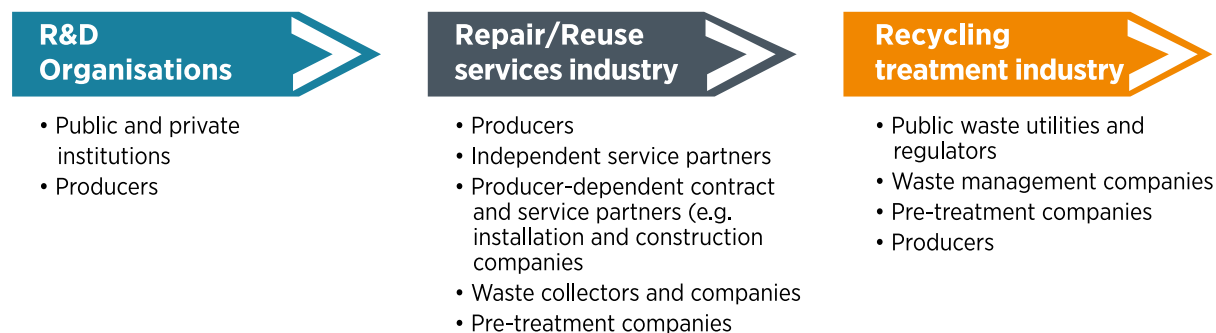 R&D
Organisations
• Public and private
institutions
• Producers
Repair/Reuse
services industry
• Producers
• Independent service partners
• Producer-dependent contract
and service partners (e.g.
installation and construction
companies
• Waste collectors and companies
• Pre-treatment companies
Recycling
treatment industry
• Public waste utilities and
regulators
• Waste management companies
• Pre-treatment companies
• Producers